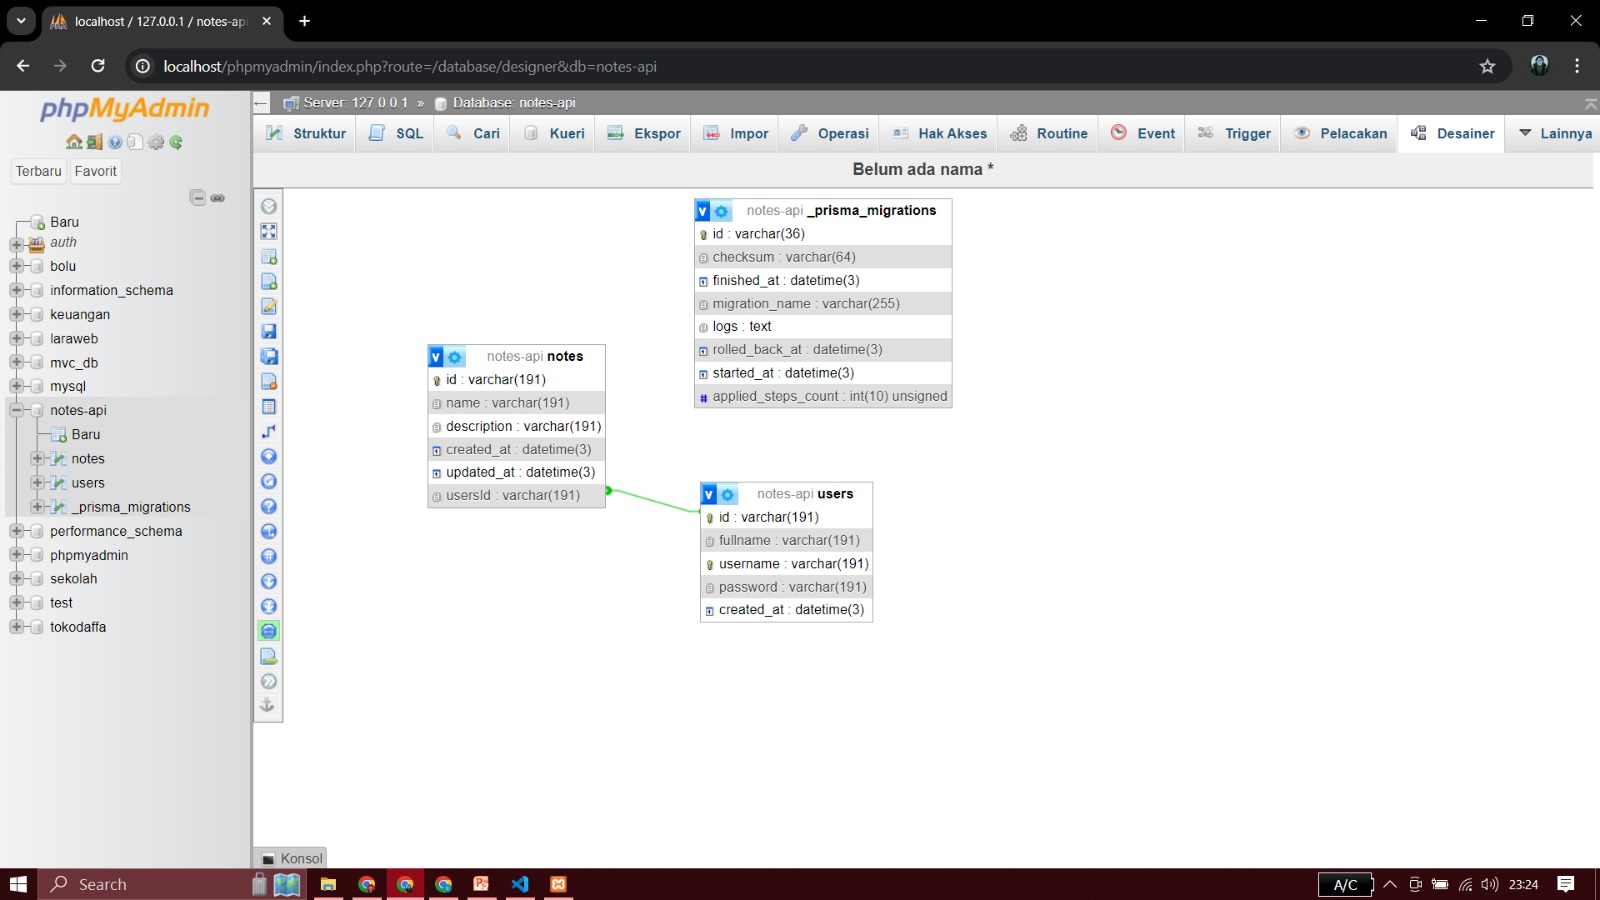 localhost / 127.0.0.1 / notes-api
localhost/phpmyadmin/index.php?route=/database/designer&db=notes-api
phpMyAdmin
Server: 127.0.0.1 » Database: notes-api
Struktur SQL Cari Kueri Ekspor Impor Operasi Hak Akses Routine Event Trigger Pelacakan Desainer Lainnya
Terbaru Favorit
Belum ada nama *
Baru
auth
bolu
information_schema
keuangan
laraweb
mvc_db
mysql
notes-api
Baru
notes
users
_prisma_migrations
performance_schema
phpmyadmin
sekolah
test
tokodaffa
v notes-api _prisma_migrations
id : varchar(36)
checksum : varchar(64)
finished_at : datetime(3)
migration_name : varchar(255)
logs : text
rolled_back_at : datetime(3)
started_at : datetime(3)
# applied_steps_count : int(10) unsigned
v notes-api notes
id : varchar(191)
name : varchar(191)
description : varchar(191)
created_at : datetime(3)
updated_at : datetime(3)
usersId : varchar(191)
v notes-api users
id : varchar(191)
fullname : varchar(191)
username : varchar(191)
password : varchar(191)
created_at : datetime(3)
Konsol
Search
A/C
23:24